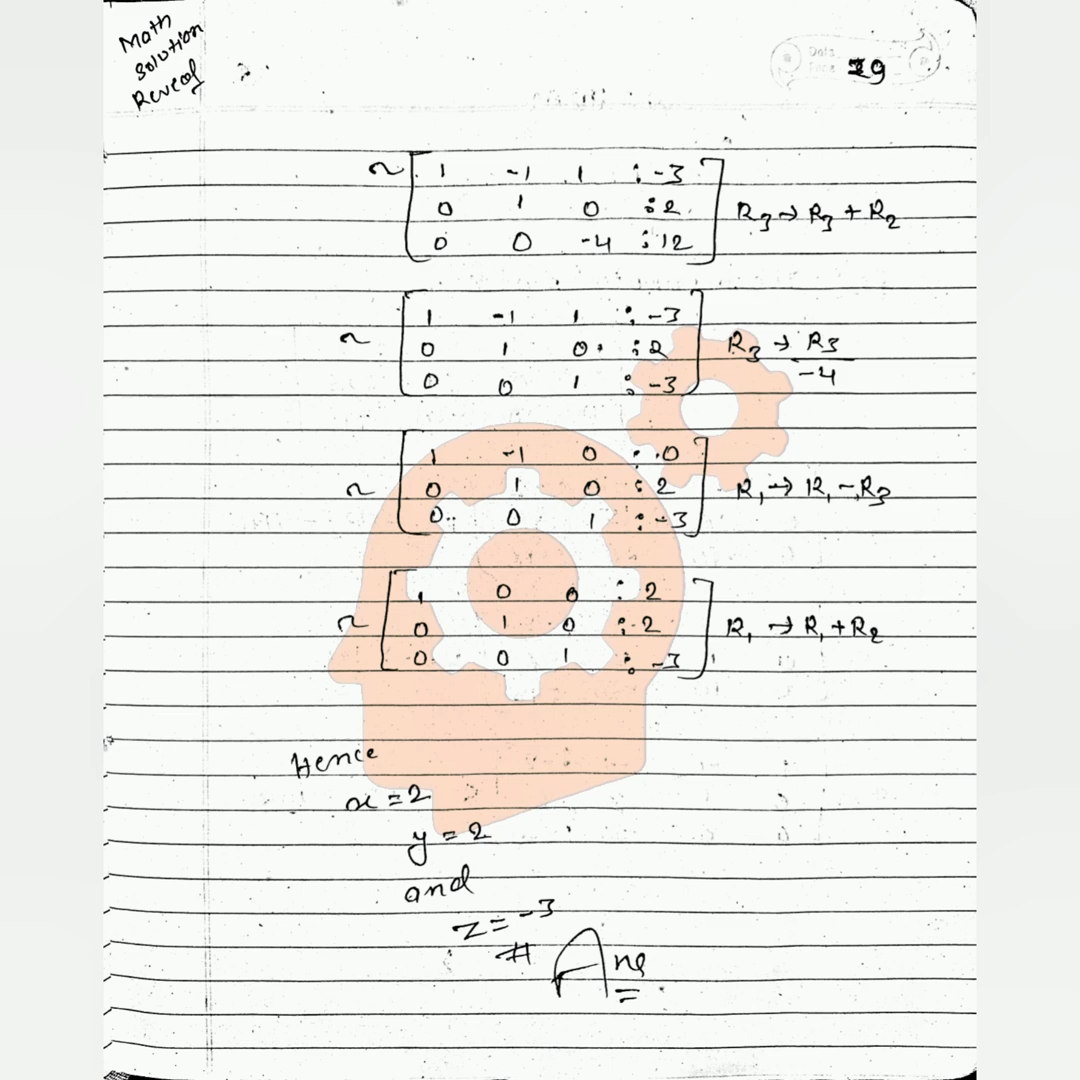 Math
Solution
Reveal
19
~ [ 1 -1 1 : -3
0 1 0 : 2
0 0 -4 : 12 ] R₃ → R₃ + R₂
~ [ 1 -1 1 : -3
0 1 0 : 2
0 0 1 : -3 ] R₃ → R₃/-4
~ [ 1 -1 0 : 0
0 1 0 : 2
0 0 1 : -3 ] R₁ → R₁ - R₃
~ [ 1 0 0 : 2
0 1 0 : 2
0 0 1 : -3 ] R₁ → R₁ + R₂
Hence
x = 2
y = 2
and
z = -3
# Ans